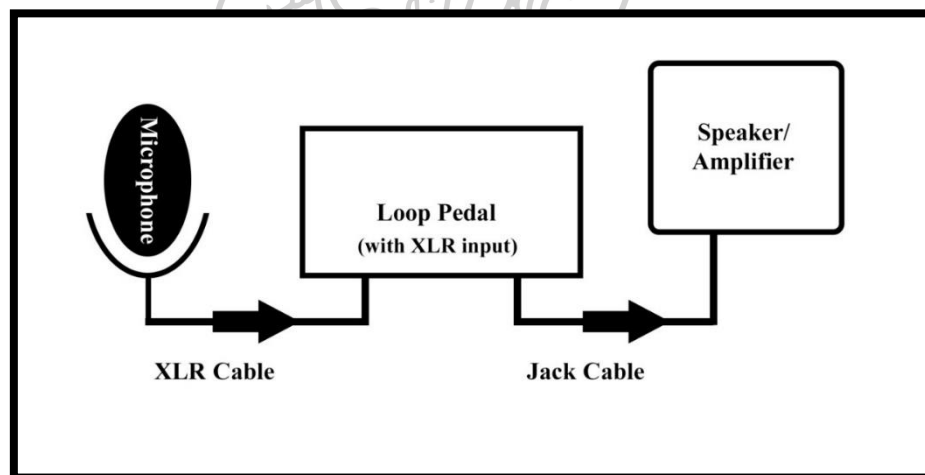 Microphone
Loop Pedal
(with XLR input)
Speaker/
Amplifier
XLR Cable
Jack Cable